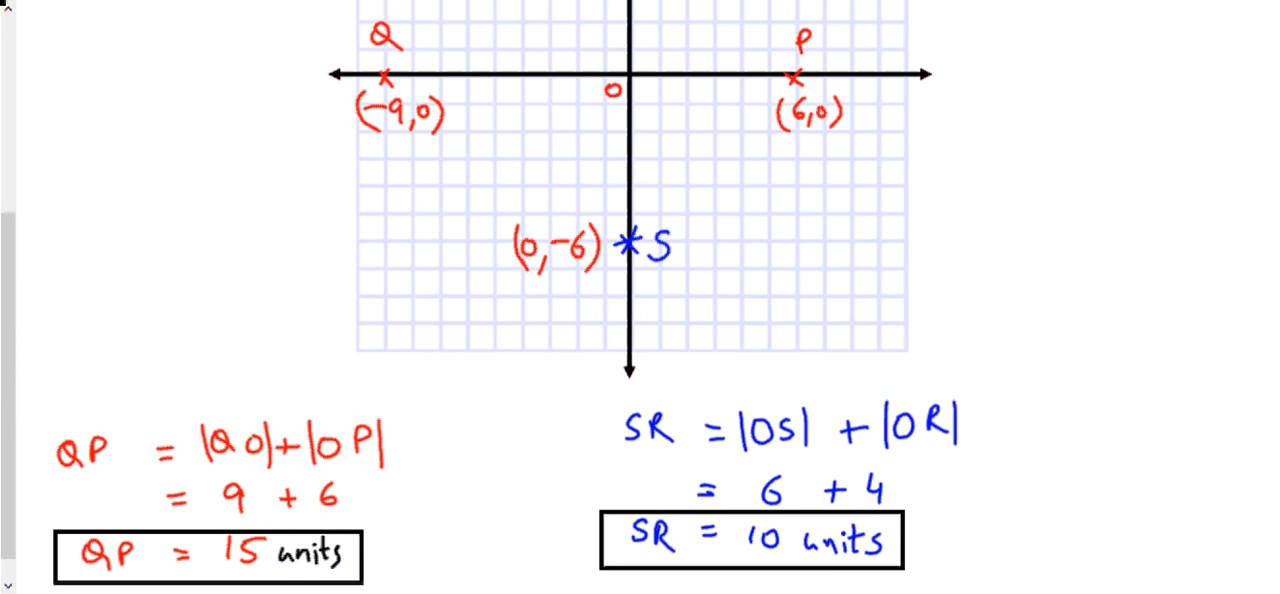 Q
P
O
(-9,0)
(6,0)
(0,-6) S
QP = |QO|+|OP|
= 9 + 6
QP = 15 units
SR = |OS| + |OR|
= 6 + 4
SR = 10 units